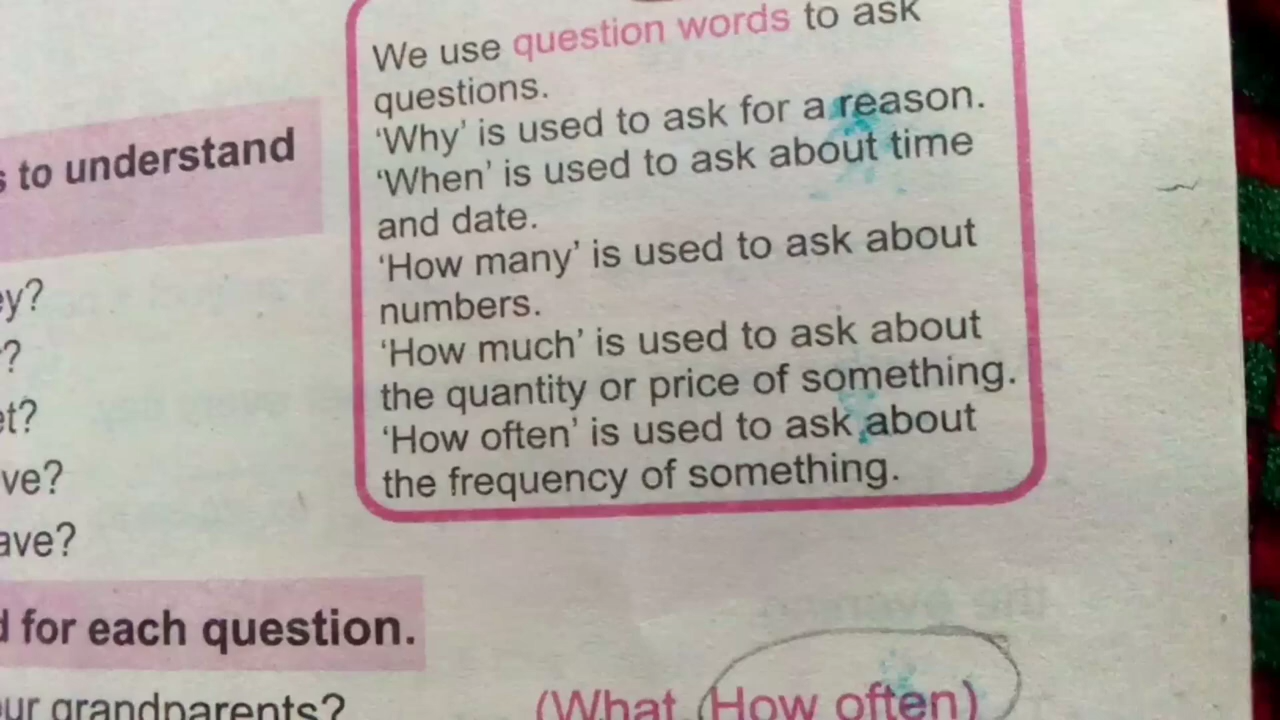 We use question words to ask
questions.
'Why' is used to ask for a reason.
'When' is used to ask about time
and date.
'How many' is used to ask about
numbers.
'How much' is used to ask about
the quantity or price of something.
'How often' is used to ask about
the frequency of something.
to understand
for each question.
grandparents?
(What, How often)